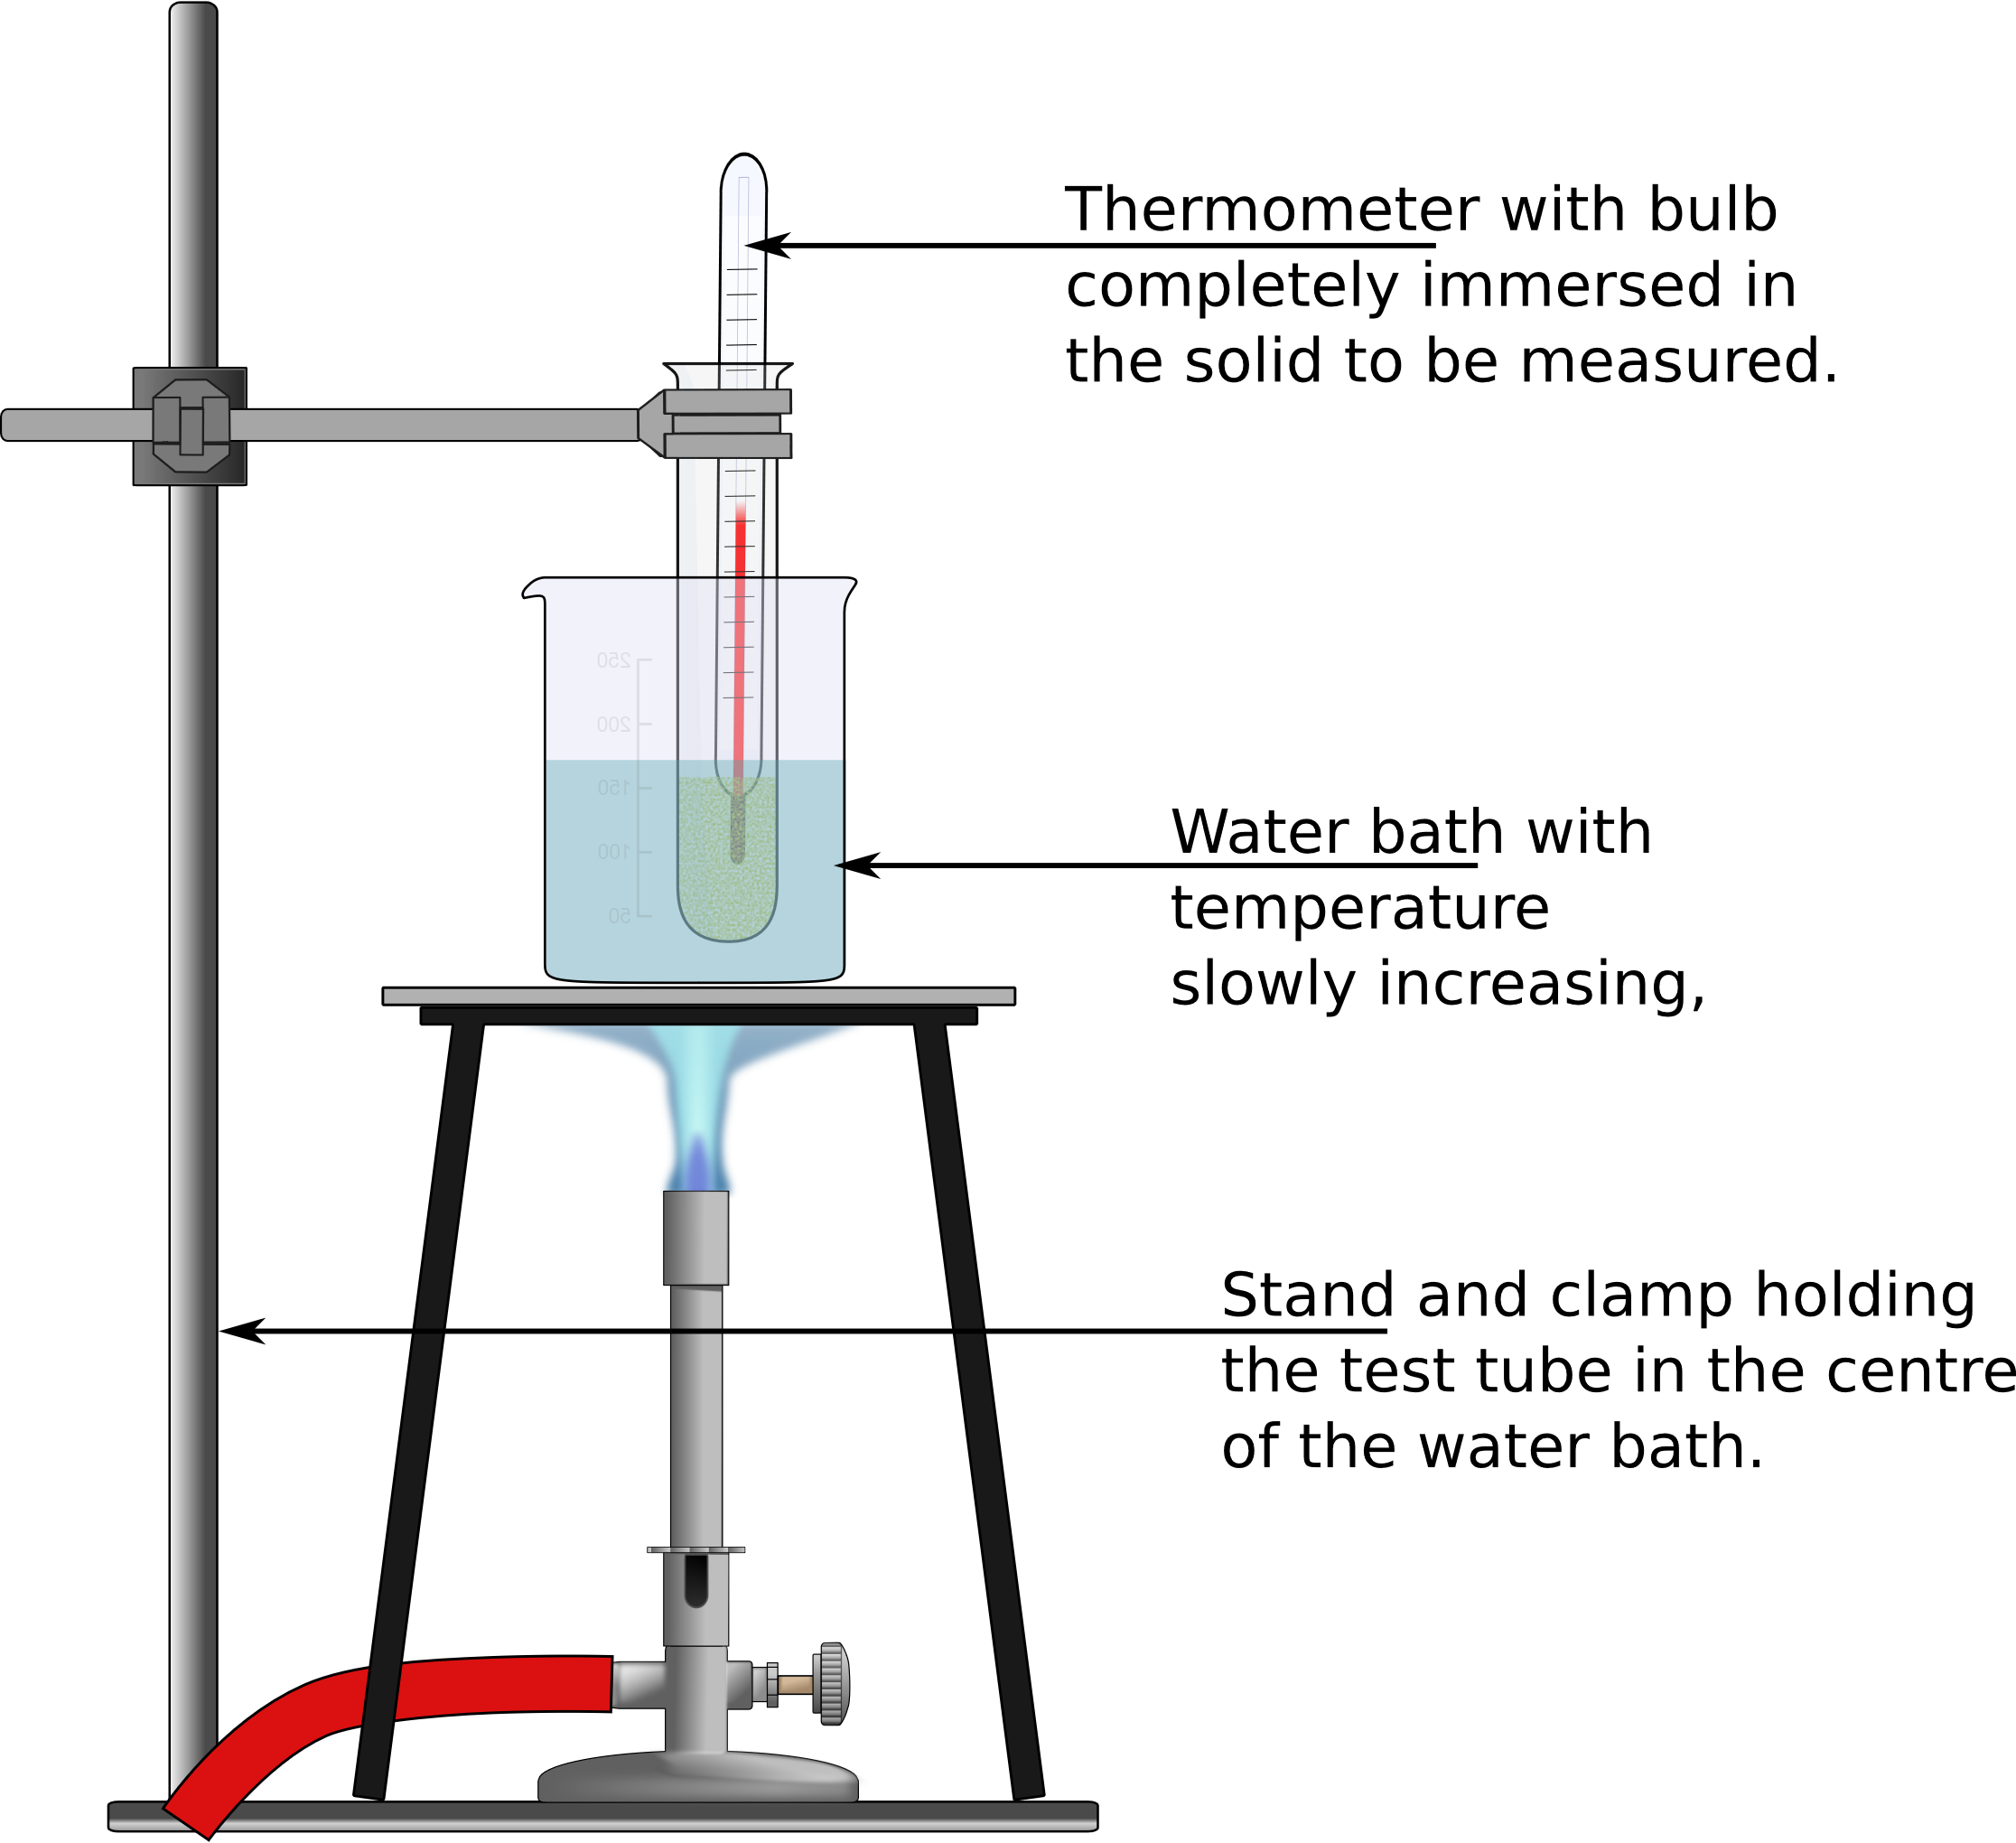 Thermometer with bulb
completely immersed in
the solid to be measured.
250
200
150
100
50
Water bath with
temperature
slowly increasing,
Stand and clamp holding
the test tube in the centre
of the water bath.